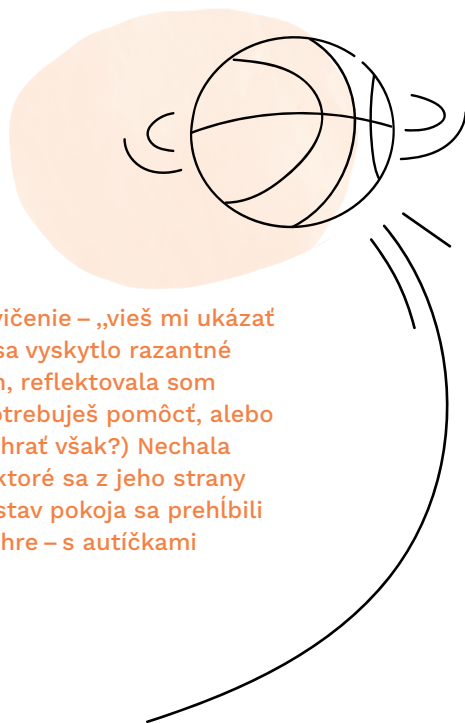 vičenie – „vieš mi ukázať
sa vyskytlo razantné
, reflektovala som
otrebuješ pomôcť, alebo
hrať však?) Nechala
ktoré sa z jeho strany
stav pokoja sa prehĺbili
hre – s autíčkami